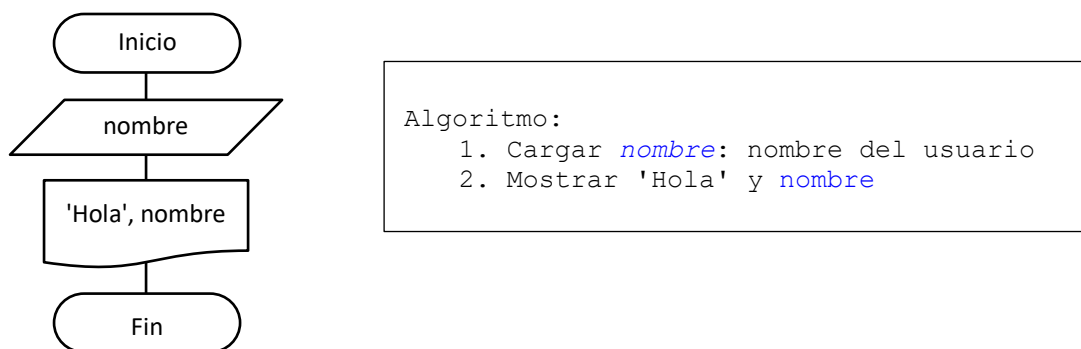 Inicio
nombre
'Hola', nombre
Fin
Algoritmo:
1. Cargar nombre: nombre del usuario
2. Mostrar 'Hola' y nombre